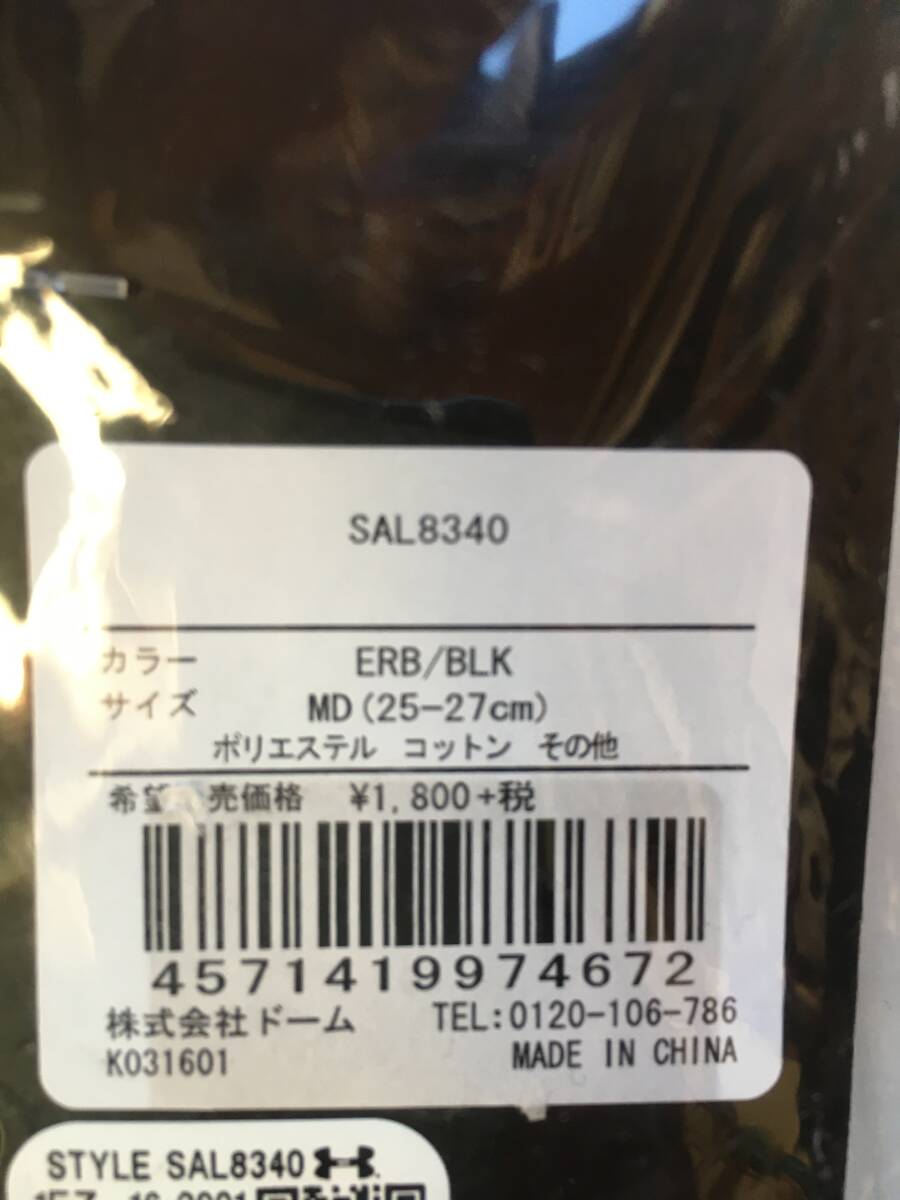 SAL8340
カラー ERB/BLK
サイズ MD(25-27cm)
ポリエステル コットン その他
希望 売価格 ¥1,800+税
4571419974672
株式会社ドーム TEL:0120-106-786
K031601 MADE IN CHINA
STYLE SAL8340